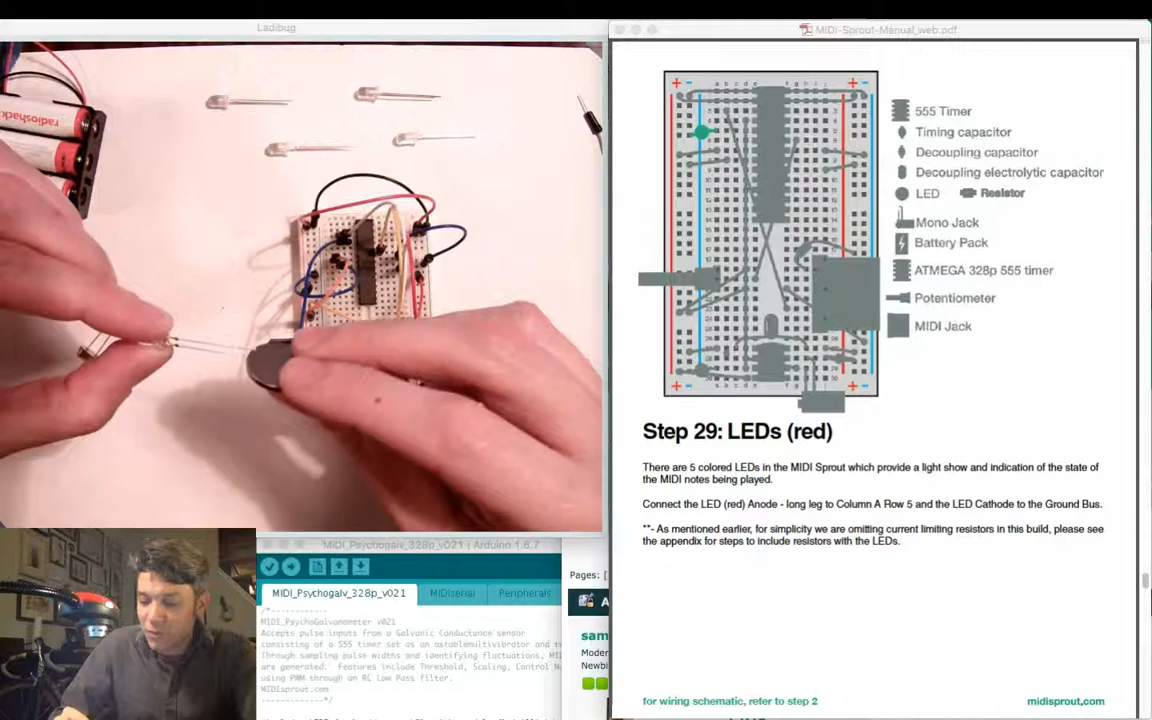 Ladibug
MIDI-Sprout-Manual_web.pdf
radioshack
555 Timer
Timing capacitor
Decoupling capacitor
Decoupling electrolytic capacitor
LED Resistor
Mono Jack
Battery Pack
ATMEGA 328p 555 timer
Potentiometer
MIDI Jack
Step 29: LEDs (red)
There are 5 colored LEDs in the MIDI Sprout which provide a light show and indication of the state of
the MIDI notes being played.
Connect the LED (red) Anode - long leg to Column A Row 5 and the LED Cathode to the Ground Bus.
**- As mentioned earlier, for simplicity we are omitting current limiting resistors in this build, please see
the appendix for steps to include resistors with the LEDs.
for wiring schematic, refer to step 2
midisprout.com
MIDI_Psychogalv_328p_v021 | Arduino 1.6.7
MIDI_Psychogalv_328p_v021 MIDIserial Peripherals
/*------------
MIDI_PsychoGalvanometer v021
Accepts pulse inputs from a Galvanic Conductance sensor
consisting of a 555 timer set as an astablemultivibrator and
Through sampling pulse widths and identifying fluctuations, MID
are generated. Features include Threshold, Scaling, Control
using PWM through an RC Low Pass filter.
MIDIsprout.com
-------------*/
Pages: [
A
sam
Moder
Newbi